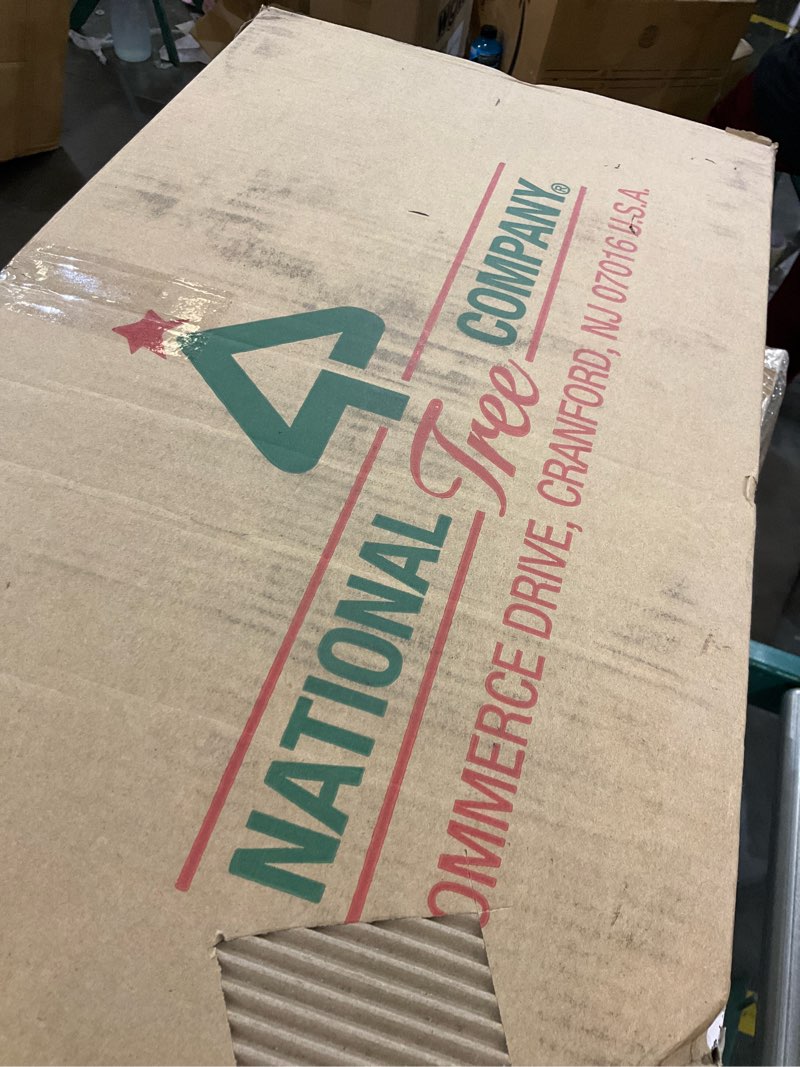 NATIONAL Tree COMPANY®
OMMERCE DRIVE, CRANFORD, NJ 07016 U.S.A.